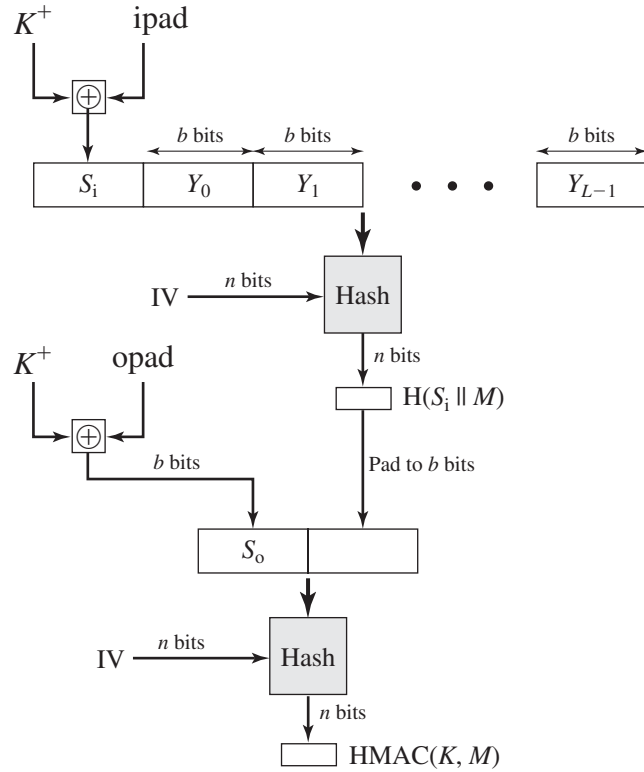 K⁺ ipad
⊕
b bits b bits b bits
Sᵢ Y₀ Y₁ • • • Y_{L−1}
IV n bits Hash
n bits
K⁺ opad H(Sᵢ || M)
⊕
b bits Pad to b bits
Sₒ
IV n bits Hash
n bits
HMAC(K, M)